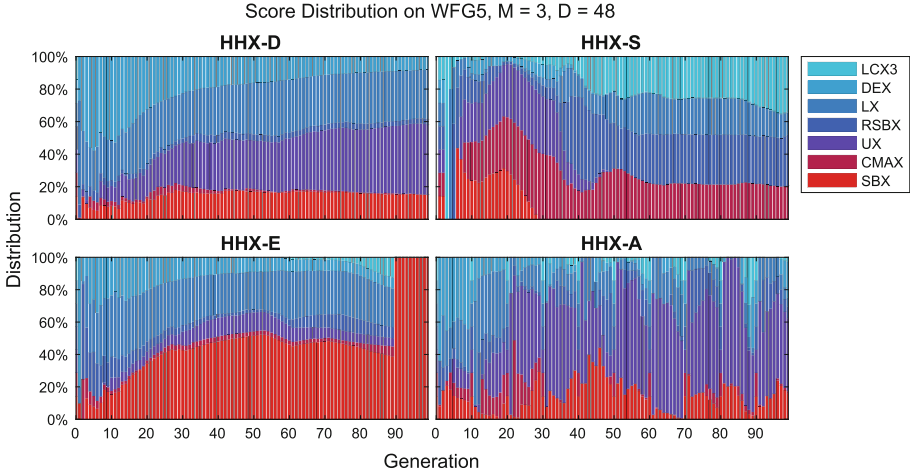 Score Distribution on WFG5, M = 3, D = 48
HHX-D
HHX-S
100%
80%
60%
40%
20%
0%
LCX3
DEX
LX
RSBX
UX
CMAX
SBX
Distribution
HHX-E
HHX-A
100%
80%
60%
40%
20%
0%
0 10 20 30 40 50 60 70 80 90
0 10 20 30 40 50 60 70 80 90
Generation